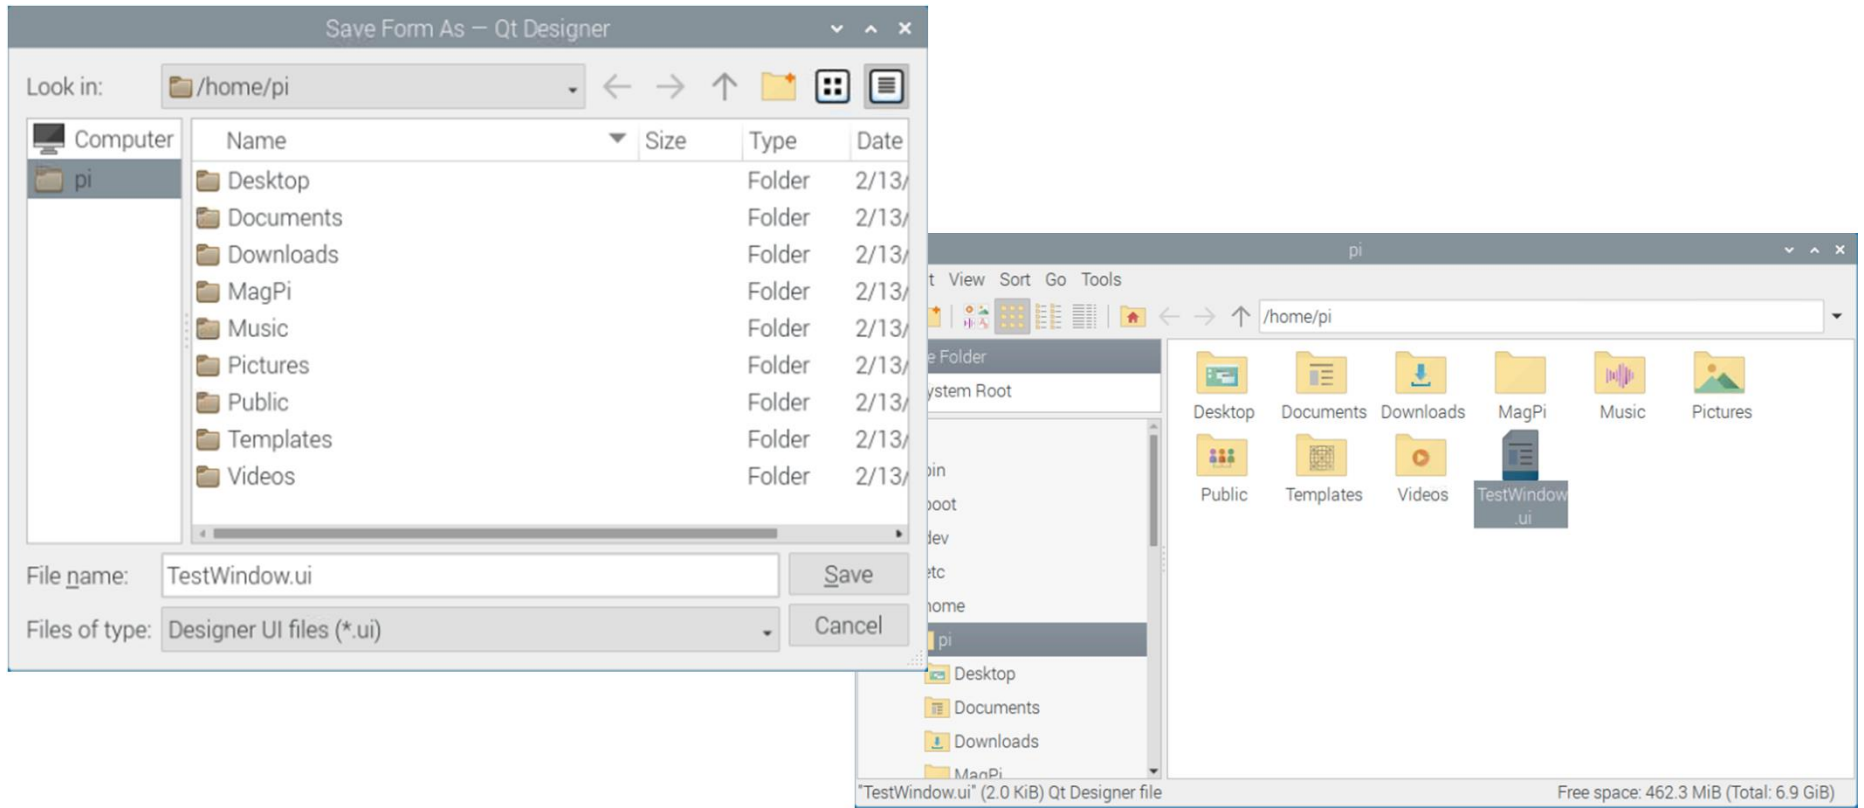 Save Form As — Qt Designer
Look in: /home/pi
Computer
pi
Name Size Type Date
Desktop Folder 2/13/
Documents Folder 2/13/
Downloads Folder 2/13/
MagPi Folder 2/13/
Music Folder 2/13/
Pictures Folder 2/13/
Public Folder 2/13/
Templates Folder 2/13/
Videos Folder 2/13/
File name: TestWindow.ui Save
Files of type: Designer UI files (*.ui) Cancel
pi
t View Sort Go Tools
/home/pi
e Folder
ystem Root
in
oot
dev
etc
home
pi
Desktop
Documents
Downloads
MagPi
Desktop Documents Downloads MagPi Music Pictures
Public Templates Videos TestWindow
.ui
"TestWindow.ui" (2.0 KiB) Qt Designer file Free space: 462.3 MiB (Total: 6.9 GiB)